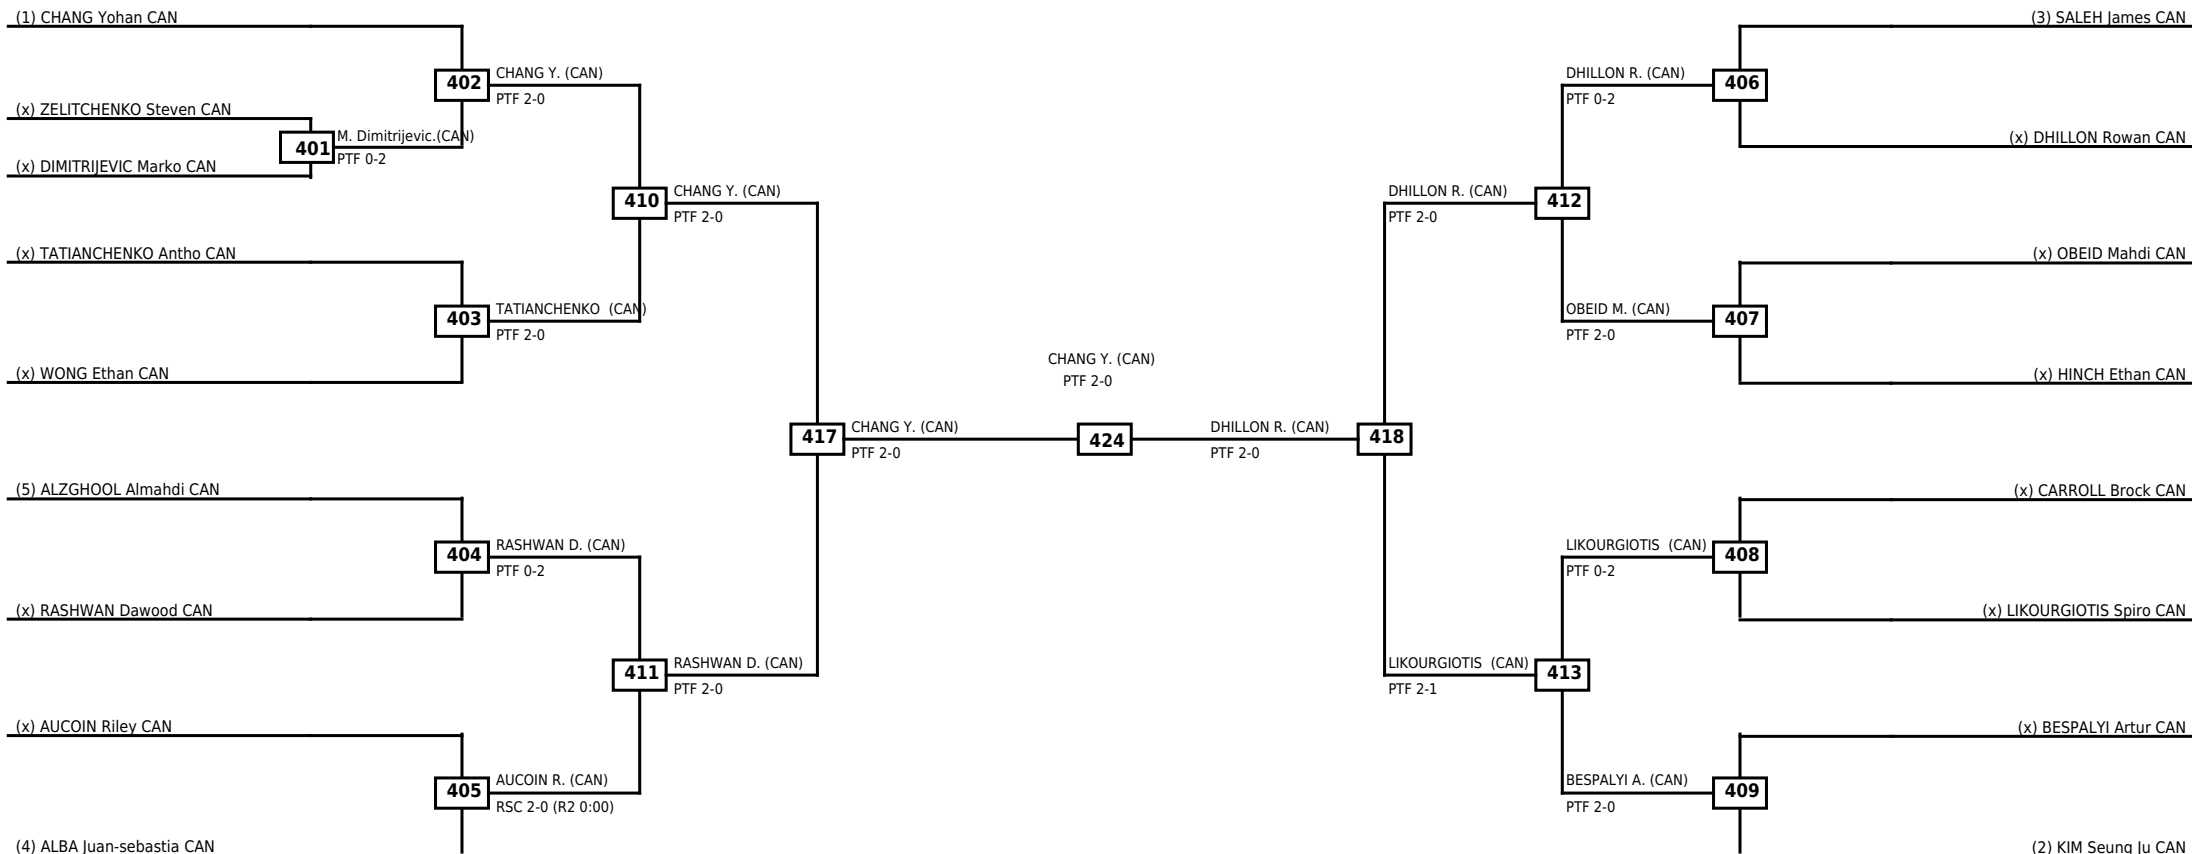 (1) CHANG Yohan CAN
(3) SALEH James CAN
402
CHANG Y. (CAN)
PTF 2-0
DHILLON R. (CAN)
PTF 0-2
406
(x) ZELITCHENKO Steven CAN
401
M. Dimitrijevic.(CAN)
PTF 0-2
(x) DIMITRIJEVIC Marko CAN
(x) DHILLON Rowan CAN
410
CHANG Y. (CAN)
PTF 2-0
DHILLON R. (CAN)
PTF 2-0
412
(x) TATIANCHENKO Antho CAN
(x) OBEID Mahdi CAN
403
TATIANCHENKO (CAN)
PTF 2-0
OBEID M. (CAN)
PTF 2-0
407
(x) WONG Ethan CAN
(x) HINCH Ethan CAN
CHANG Y. (CAN)
PTF 2-0
417
CHANG Y. (CAN)
PTF 2-0
424
DHILLON R. (CAN)
PTF 2-0
418
(5) ALZGHOOL Almahdi CAN
(x) CARROLL Brock CAN
404
RASHWAN D. (CAN)
PTF 0-2
LIKOURGIOTIS (CAN)
PTF 0-2
408
(x) RASHWAN Dawood CAN
(x) LIKOURGIOTIS Spiro CAN
411
RASHWAN D. (CAN)
PTF 2-0
LIKOURGIOTIS (CAN)
PTF 2-1
413
(x) AUCOIN Riley CAN
(x) BESPALYI Artur CAN
405
AUCOIN R. (CAN)
RSC 2-0 (R2 0:00)
BESPALYI A. (CAN)
PTF 2-0
409
(4) ALBA Juan-sebastia CAN
(2) KIM Seung Ju CAN